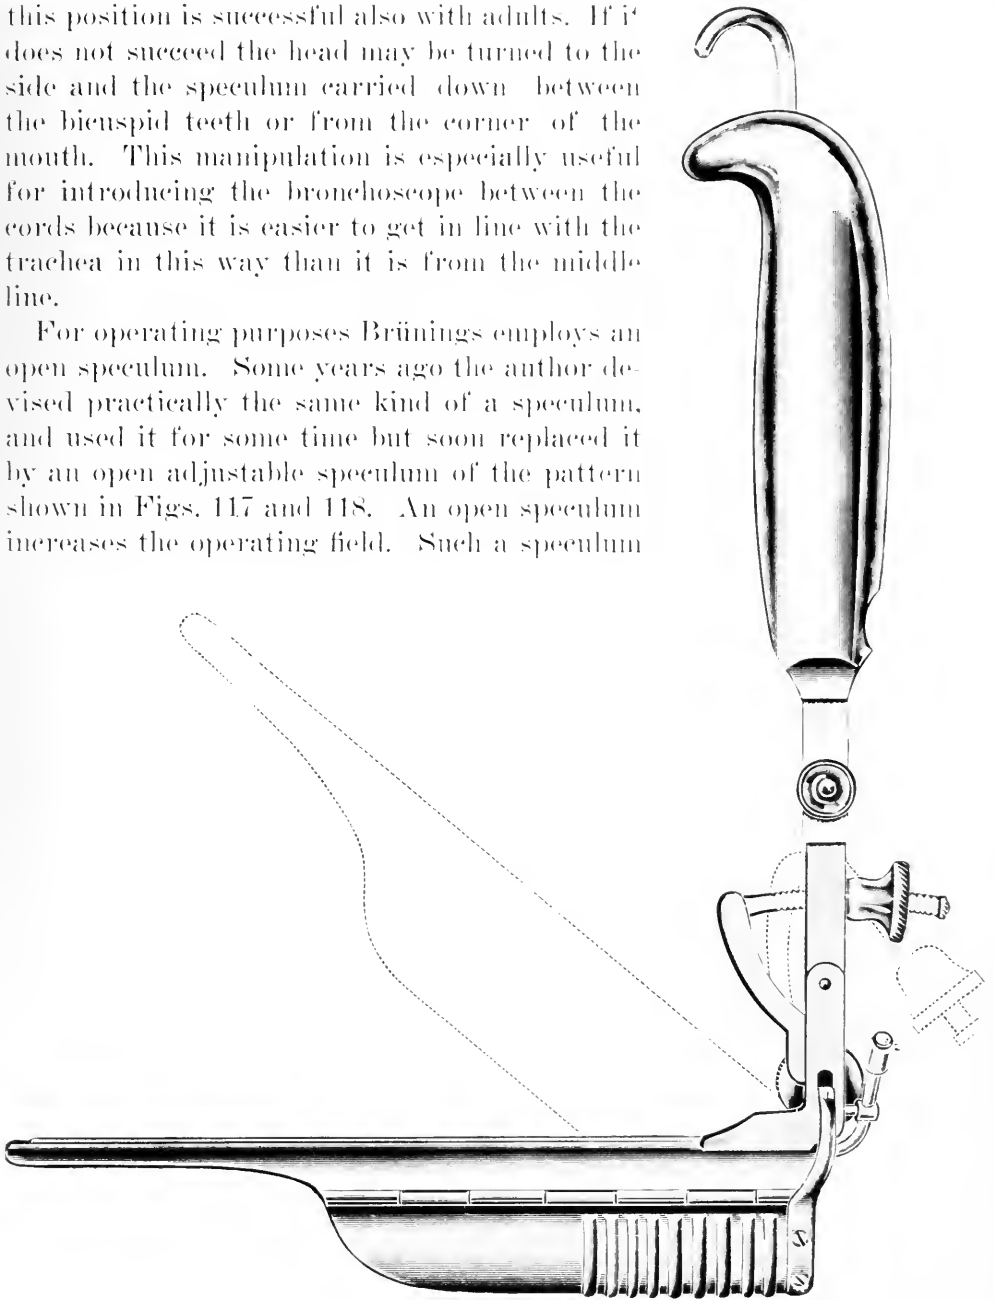 this position is successful also with adults. If it
does not succeed the head may be turned to the
side and the speculum carried down between
the bicuspid teeth or from the corner of the
mouth. This manipulation is especially useful
for introducing the bronchoscope between the
cords because it is easier to get in line with the
trachea in this way than it is from the middle
line.
For operating purposes Brünings employs an
open speculum. Some years ago the author de-
vised practically the same kind of a speculum,
and used it for some time but soon replaced it
by an open adjustable speculum of the pattern
shown in Figs. 117 and 118. An open speculum
increases the operating field. Such a speculum